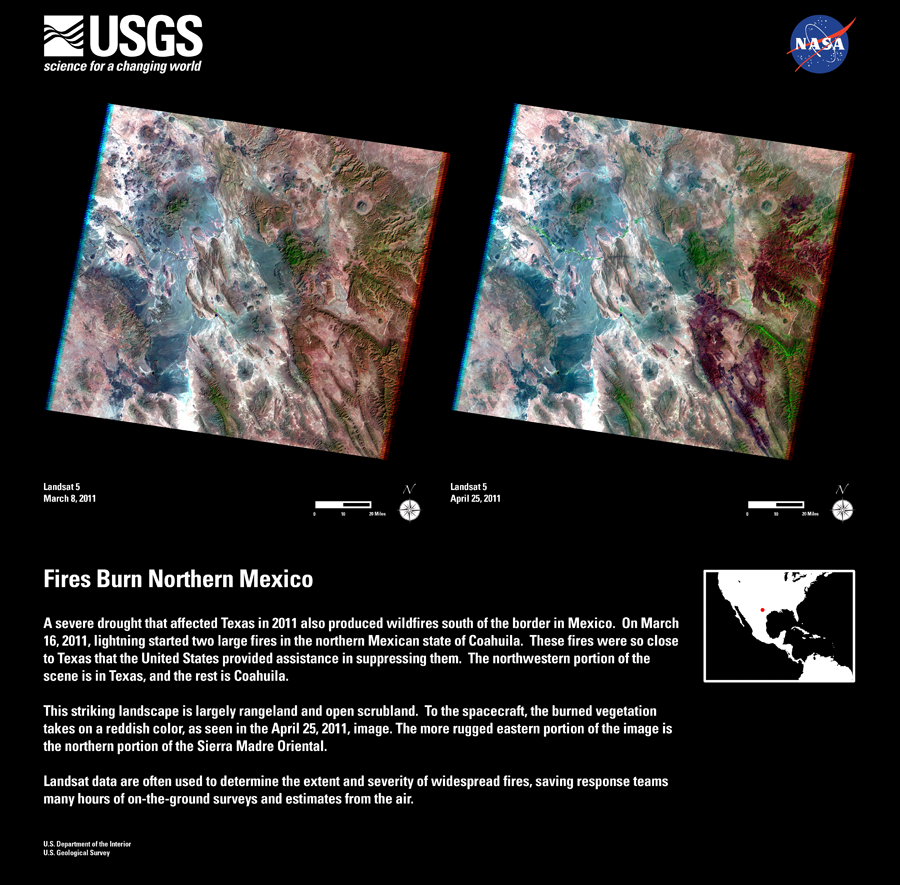 USGS
science for a changing world
NASA
Landsat 5
March 8, 2011
N
0 10 20 Miles
Landsat 5
April 25, 2011
N
0 10 20 Miles
Fires Burn Northern Mexico
A severe drought that affected Texas in 2011 also produced wildfires south of the border in Mexico. On March
16, 2011, lightning started two large fires in the northern Mexican state of Coahuila. These fires were so close
to Texas that the United States provided assistance in suppressing them. The northwestern portion of the
scene is in Texas, and the rest is Coahuila.
This striking landscape is largely rangeland and open scrubland. To the spacecraft, the burned vegetation
takes on a reddish color, as seen in the April 25, 2011, image. The more rugged eastern portion of the image is
the northern portion of the Sierra Madre Oriental.
Landsat data are often used to determine the extent and severity of widespread fires, saving response teams
many hours of on-the-ground surveys and estimates from the air.
U.S. Department of the Interior
U.S. Geological Survey